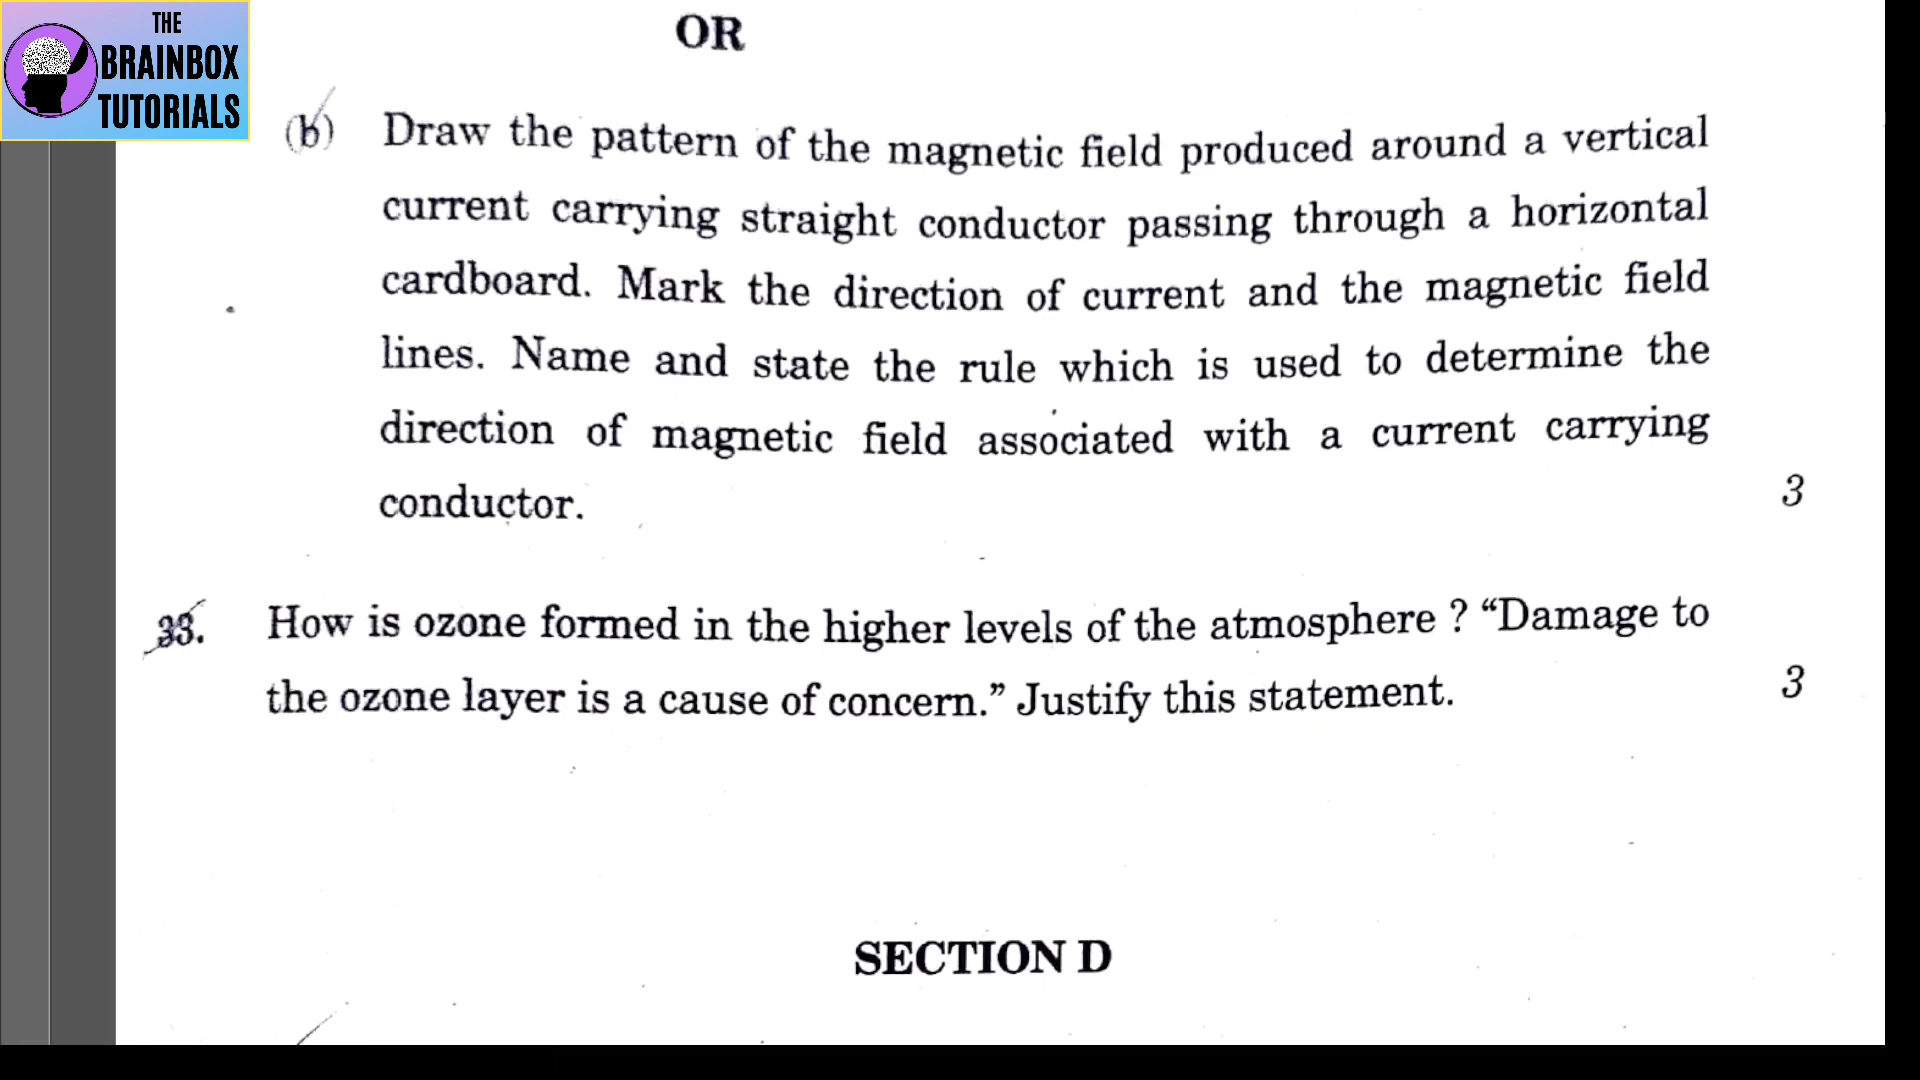 THE
BRAINBOX
TUTORIALS
OR
(b) Draw the pattern of the magnetic field produced around a vertical
current carrying straight conductor passing through a horizontal
cardboard. Mark the direction of current and the magnetic field
lines. Name and state the rule which is used to determine the
direction of magnetic field associated with a current carrying
conductor. 3
33. How is ozone formed in the higher levels of the atmosphere ? “Damage to
the ozone layer is a cause of concern.” Justify this statement. 3
SECTION D